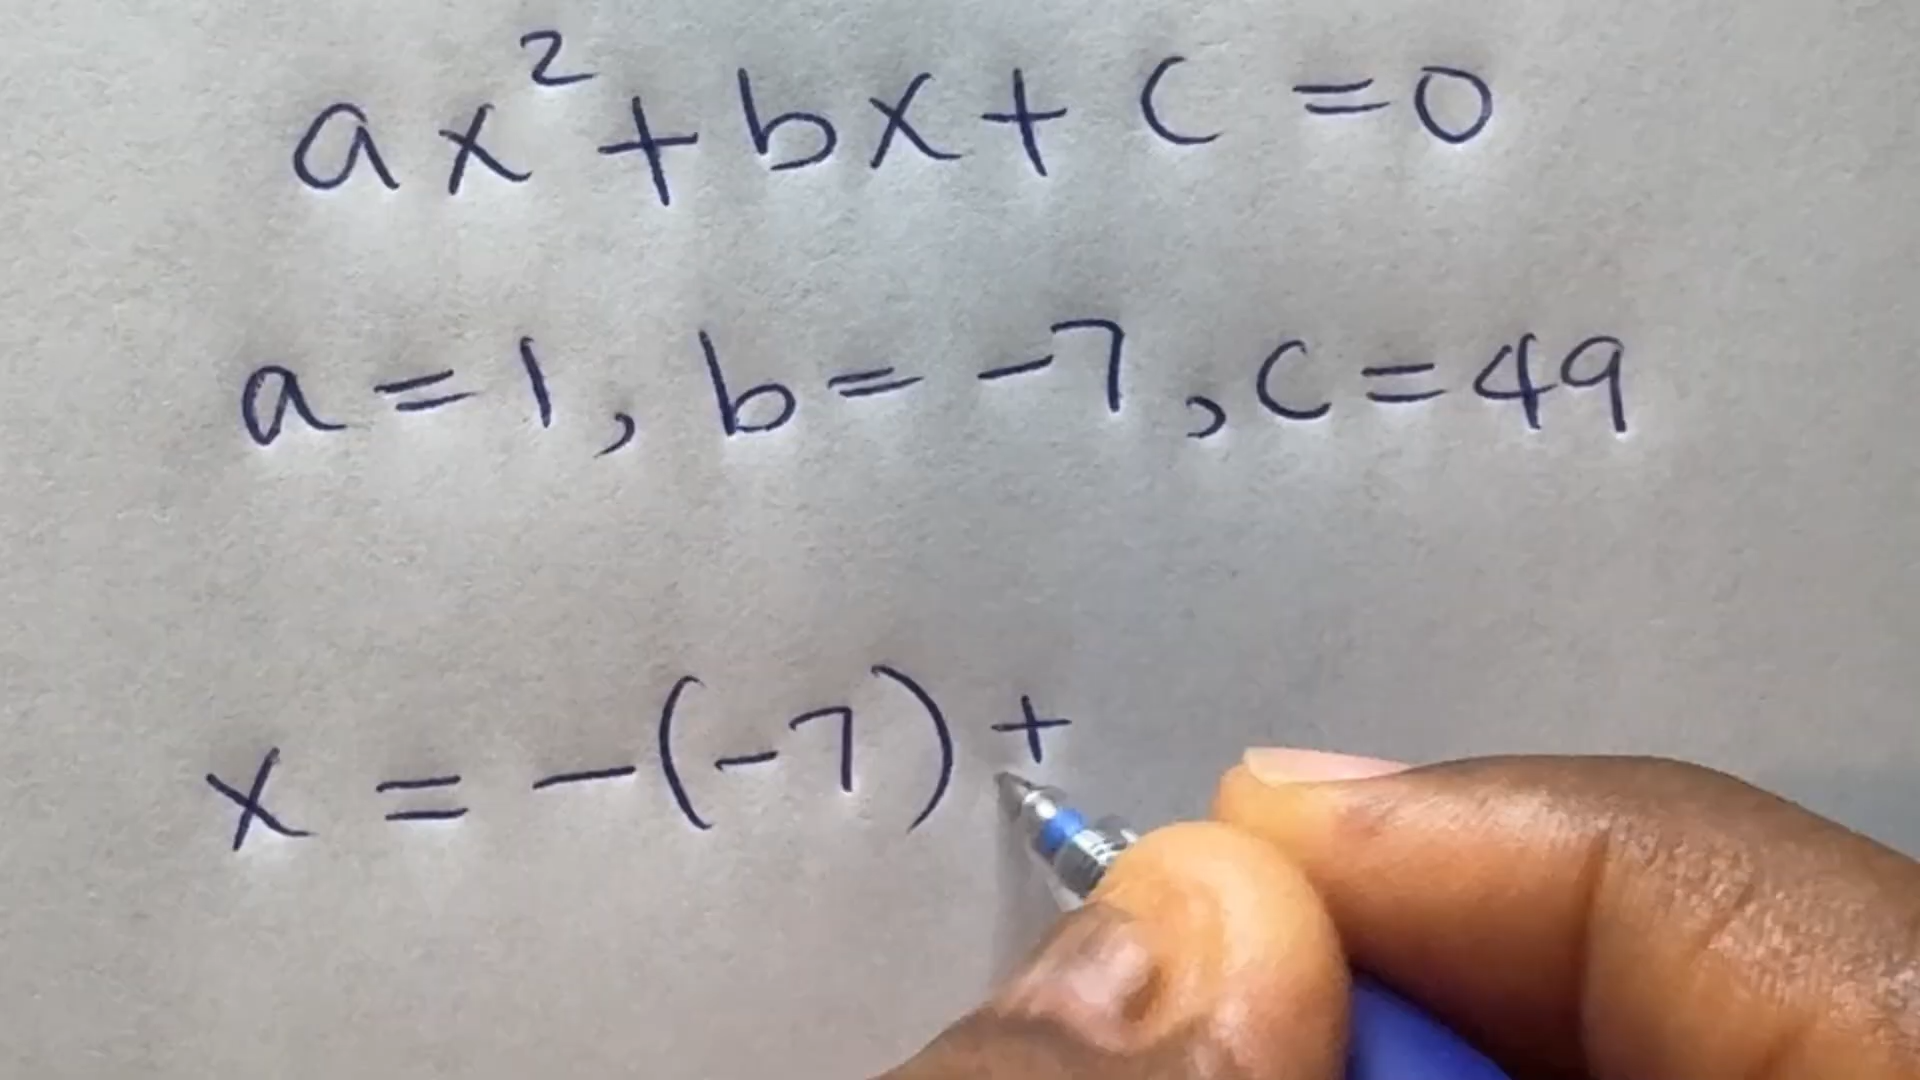 ax² + bx + c = 0
a = 1, b = -7, c = 49
x = -(-7) +